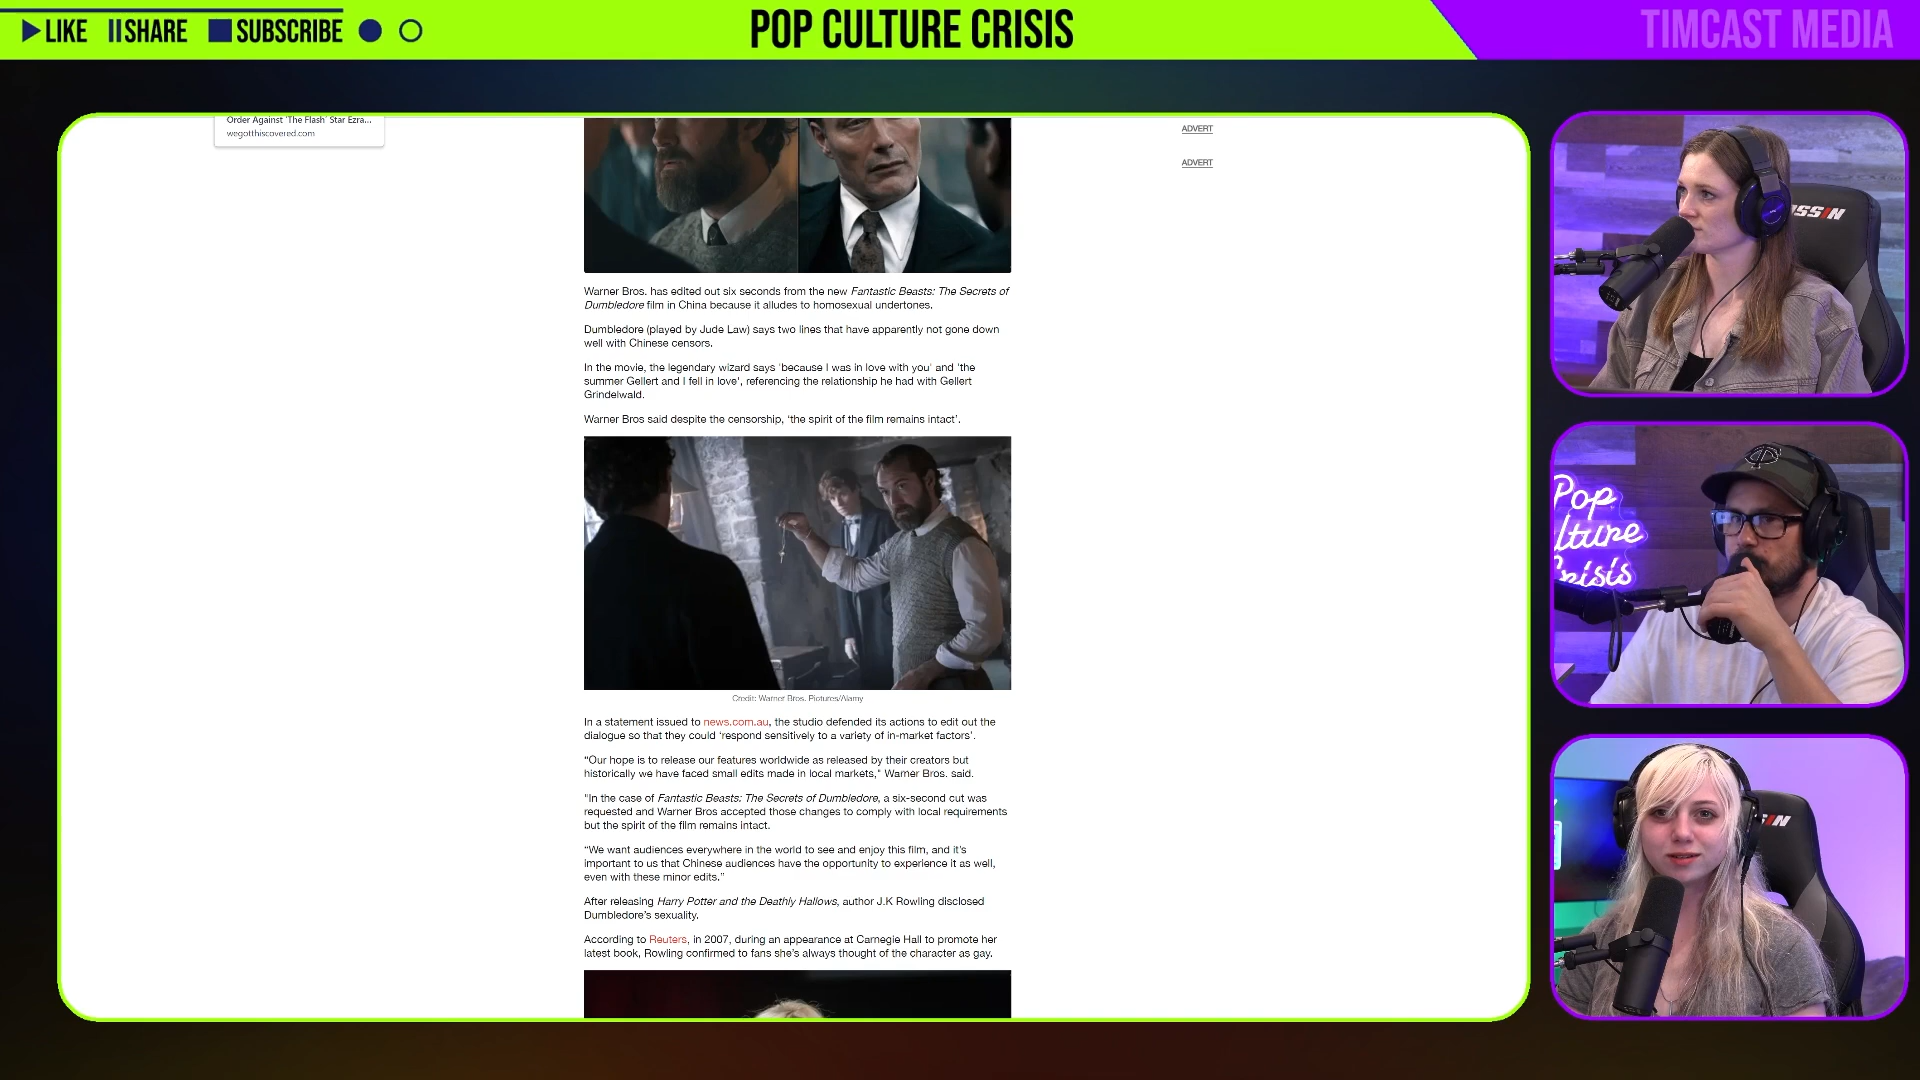 LIKE SHARE SUBSCRIBE
POP CULTURE CRISIS
TIMCAST MEDIA
Order Against 'The Flash' Star Ezra...
wegotthiscovered.com
ADVERT
ADVERT
Warner Bros. has edited out six seconds from the new Fantastic Beasts: The Secrets of
Dumbledore film in China because it alludes to homosexual undertones.
Dumbledore (played by Jude Law) says two lines that have apparently not gone down
well with Chinese censors.
In the movie, the legendary wizard says 'because I was in love with you' and 'the
summer Gellert and I fell in love', referencing the relationship he had with Gellert
Grindelwald.
Warner Bros said despite the censorship, ‘the spirit of the film remains intact’.
Credit: Warner Bros. Pictures/Alamy
In a statement issued to news.com.au, the studio defended its actions to edit out the
dialogue so that they could ‘respond sensitively to a variety of in-market factors’.
“Our hope is to release our features worldwide as released by their creators but
historically we have faced small edits made in local markets," Warner Bros. said.
"In the case of Fantastic Beasts: The Secrets of Dumbledore, a six-second cut was
requested and Warner Bros accepted those changes to comply with local requirements
but the spirit of the film remains intact.
“We want audiences everywhere in the world to see and enjoy this film, and it’s
important to us that Chinese audiences have the opportunity to experience it as well,
even with these minor edits.”
After releasing Harry Potter and the Deathly Hallows, author J.K Rowling disclosed
Dumbledore’s sexuality.
According to Reuters, in 2007, during an appearance at Carnegie Hall to promote her
latest book, Rowling confirmed to fans she’s always thought of the character as gay.
Pop
lture
Crisis